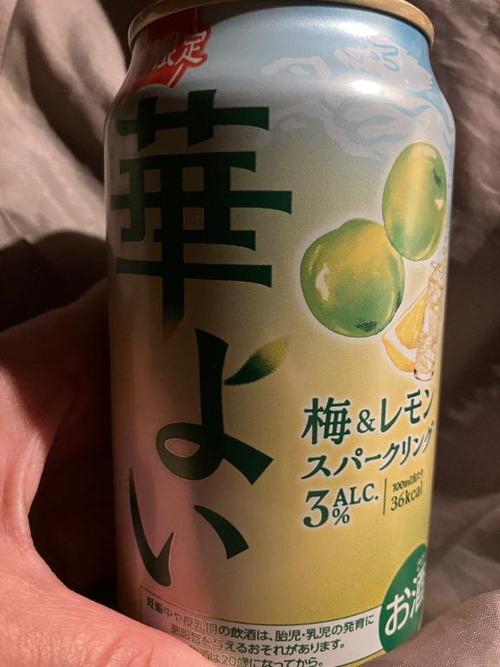 限定
華よい
梅&レモン
スパークリング
3% ALC.
100ml当たり
36kcal
お酒
妊娠中や授乳期の飲酒は、胎児・乳児の発育に
悪影響を与えるおそれがあります。
お酒は20歳になってから。